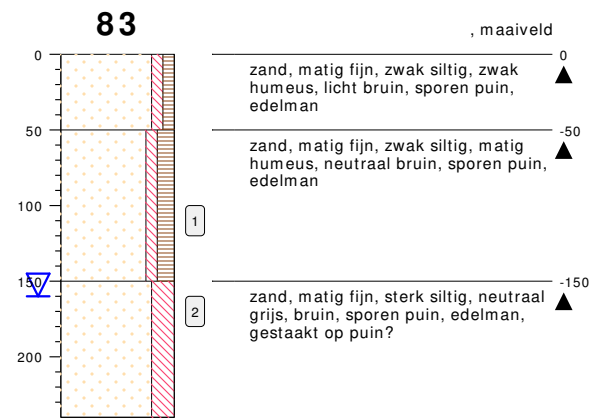 83
, maaiveld
0
0
zand, matig fijn, zwak siltig, zwak
humeus, licht bruin, sporen puin,
edelman
50
-50
zand, matig fijn, zwak siltig, matig
humeus, neutraal bruin, sporen puin,
edelman
100
1
150
-150
zand, matig fijn, sterk siltig, neutraal
grijs, bruin, sporen puin, edelman,
gestaakt op puin?
2
200